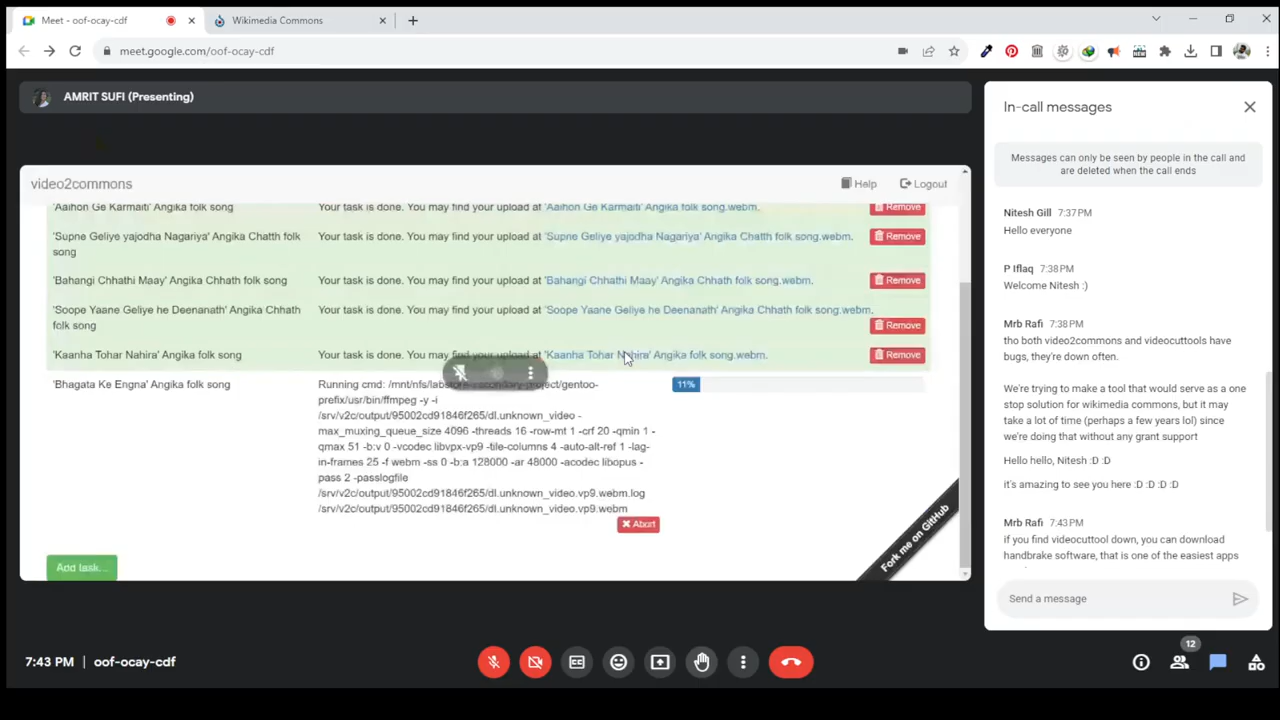 Meet - oof-ocay-cdf
Wikimedia Commons
meet.google.com/oof-ocay-cdf
AMRIT SUFI (Presenting)
video2commons
Help
Logout
'Aaihon Ge Karmaiti' Angika folk song
Your task is done. You may find your upload at 'Aaihon Ge Karmaiti' Angika folk song.webm.
Remove
'Supne Geliye yajodha Nagariya' Angika Chatth folk
song
Your task is done. You may find your upload at 'Supne Geliye yajodha Nagariya' Angika Chatth folk song.webm.
Remove
'Bahangi Chhathi Maay' Angika Chhath folk song
Your task is done. You may find your upload at 'Bahangi Chhathi Maay' Angika Chhath folk song.webm.
Remove
'Soope Yaane Geliye he Deenanath' Angika Chhath
folk song
Your task is done. You may find your upload at 'Soope Yaane Geliye he Deenanath' Angika Chhath folk song.webm.
Remove
'Kaanha Tohar Nahira' Angika folk song
Your task is done. You may find your upload at 'Kaanha Tohar Nahira' Angika folk song.webm.
Remove
'Bhagata Ke Engna' Angika folk song
Running cmd: /mnt/nfs/labstore-secondary-project/gentoo-
prefix/usr/bin/ffmpeg -y -i
/srv/v2c/output/95002cd91846f265/dl.unknown_video -
max_muxing_queue_size 4096 -threads 16 -row-mt 1 -crf 20 -qmin 1 -
qmax 51 -b:v 0 -vcodec libvpx-vp9 -tile-columns 4 -auto-alt-ref 1 -lag-
in-frames 25 -f webm -ss 0 -b:a 128000 -ar 48000 -acodec libopus -
pass 2 -passlogfile
/srv/v2c/output/95002cd91846f265/dl.unknown_video.vp9.webm.log
/srv/v2c/output/95002cd91846f265/dl.unknown_video.vp9.webm
11%
Abort
Add task...
Fork me on GitHub
In-call messages
Messages can only be seen by people in the call and
are deleted when the call ends
Nitesh Gill 7:37 PM
Hello everyone
P Iflaq 7:38 PM
Welcome Nitesh :)
Mrb Rafi 7:38 PM
tho both video2commons and videocuttools have
bugs, they're down often.
We're trying to make a tool that would serve as a one
stop solution for wikimedia commons, but it may
take a lot of time (perhaps a few years lol) since
we're doing that without any grant support
Hello hello, Nitesh :D :D
it's amazing to see you here :D :D :D :D
Mrb Rafi 7:43 PM
if you find videocuttool down, you can download
handbrake software, that is one of the easiest apps
Send a message
7:43 PM | oof-ocay-cdf
CC
12